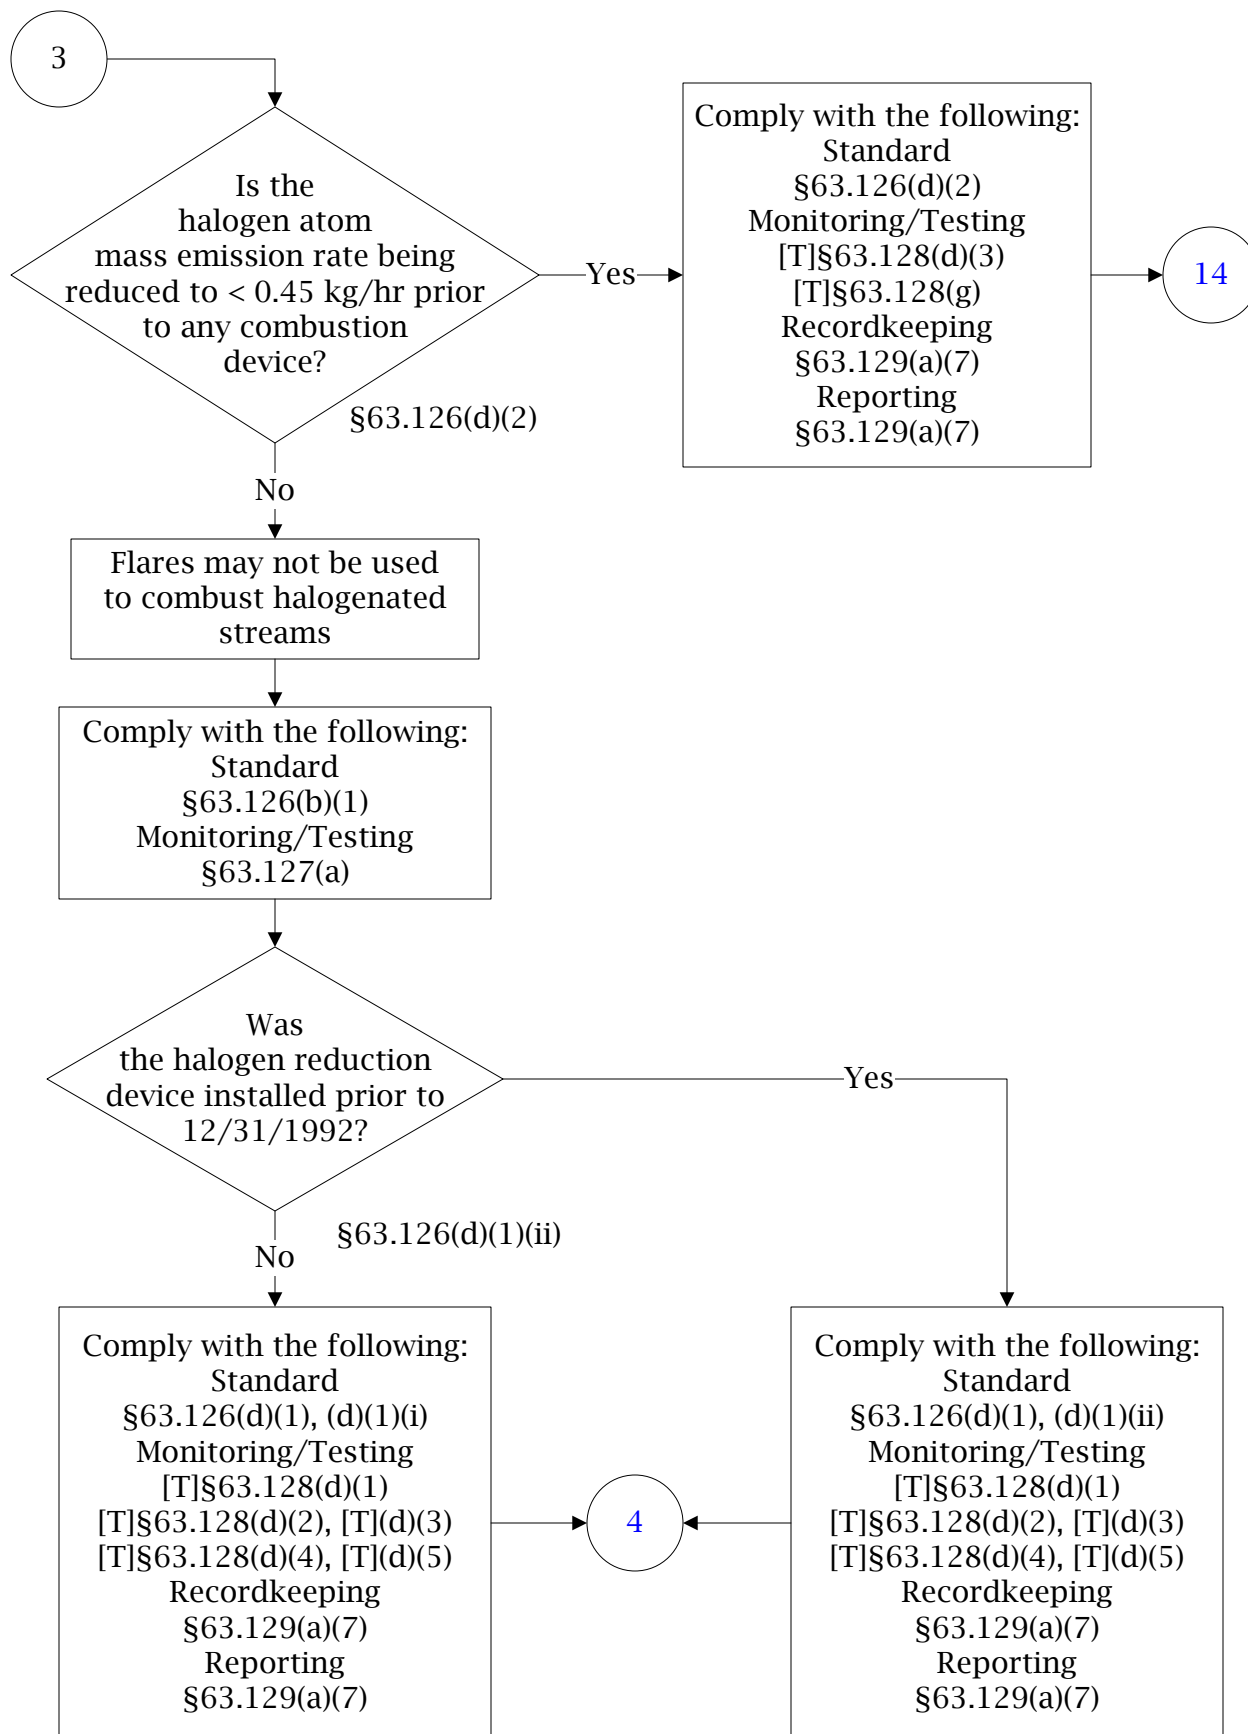 3
Is the
halogen atom
mass emission rate being
reduced to < 0.45 kg/hr prior
to any combustion
device?
§63.126(d)(2)
Yes
Comply with the following:
Standard
§63.126(d)(2)
Monitoring/Testing
[T]§63.128(d)(3)
[T]§63.128(g)
Recordkeeping
§63.129(a)(7)
Reporting
§63.129(a)(7)
14
No
Flares may not be used
to combust halogenated
streams
Comply with the following:
Standard
§63.126(b)(1)
Monitoring/Testing
§63.127(a)
Was
the halogen reduction
device installed prior to
12/31/1992?
§63.126(d)(1)(ii)
Yes
No
Comply with the following:
Standard
§63.126(d)(1), (d)(1)(i)
Monitoring/Testing
[T]§63.128(d)(1)
[T]§63.128(d)(2), [T](d)(3)
[T]§63.128(d)(4), [T](d)(5)
Recordkeeping
§63.129(a)(7)
Reporting
§63.129(a)(7)
4
Comply with the following:
Standard
§63.126(d)(1), (d)(1)(ii)
Monitoring/Testing
[T]§63.128(d)(1)
[T]§63.128(d)(2), [T](d)(3)
[T]§63.128(d)(4), [T](d)(5)
Recordkeeping
§63.129(a)(7)
Reporting
§63.129(a)(7)